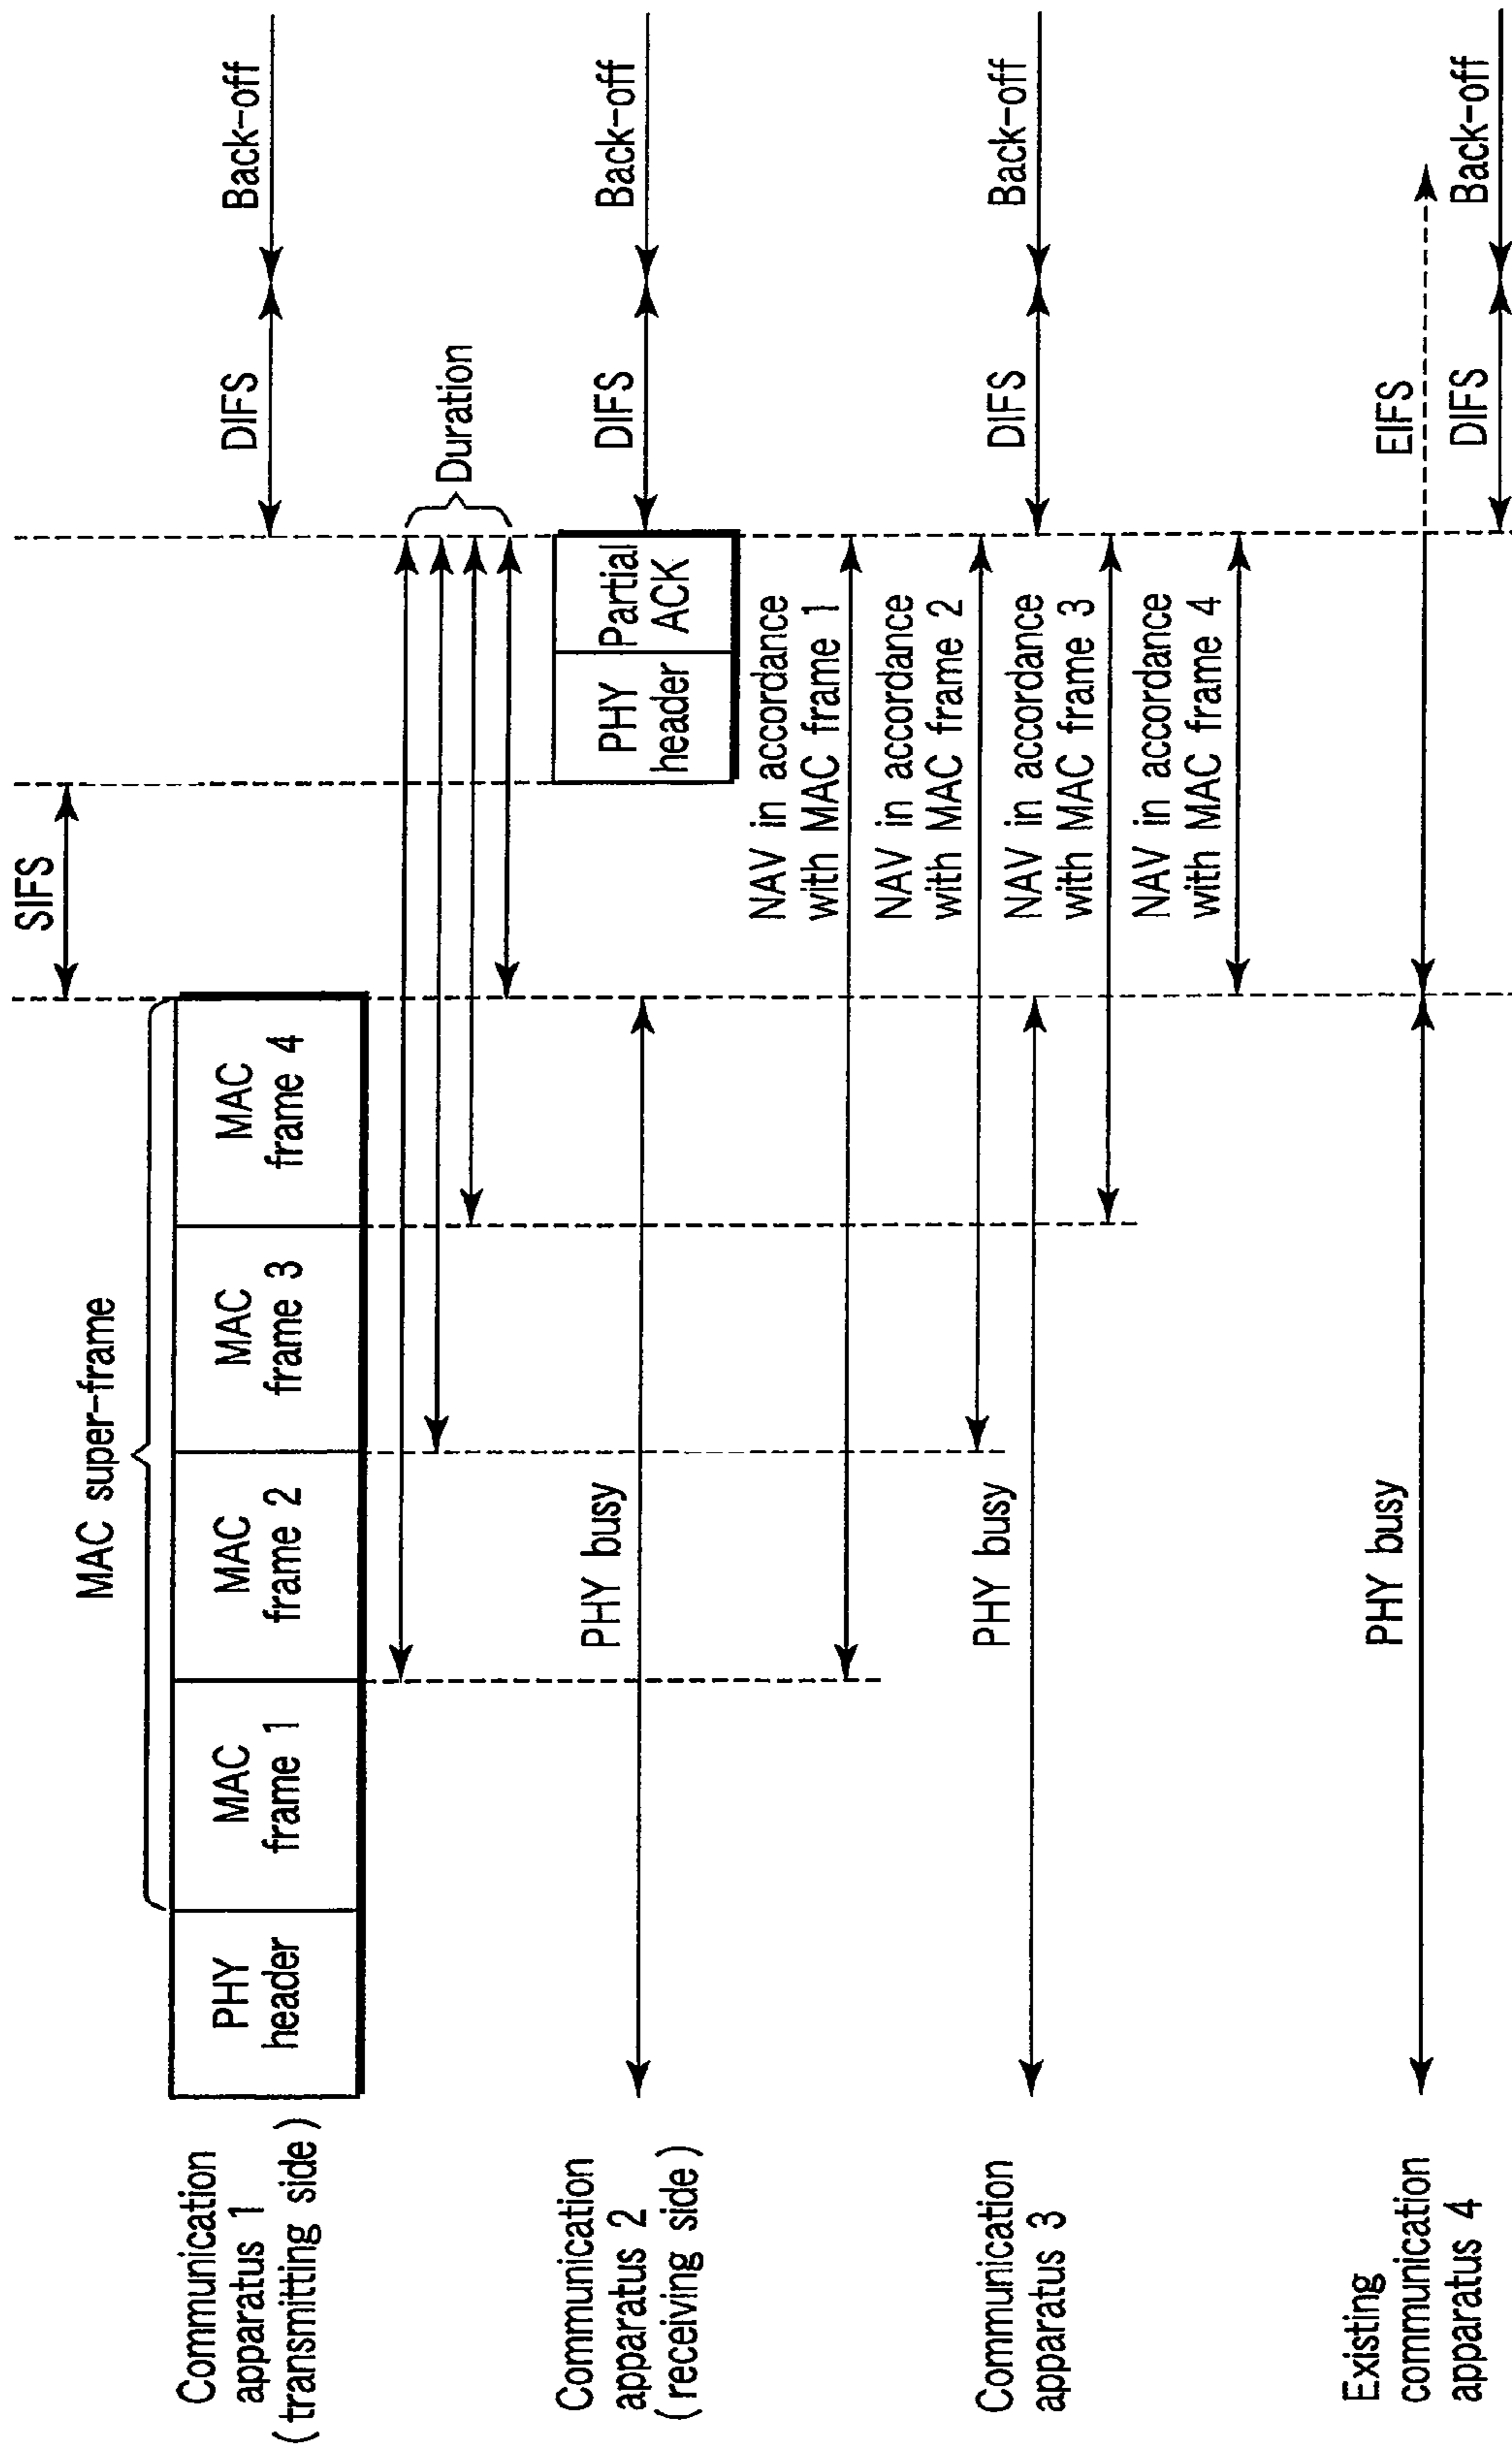 SIFS
MAC super-frame
Communication
apparatus 1
(transmitting side)
PHY
header
MAC
frame 1
MAC
frame 2
MAC
frame 3
MAC
frame 4
DIFS
Back-off
Duration
Communication
apparatus 2
(receiving side)
PHY busy
PHY
header
Partial
ACK
DIFS
Back-off
NAV in accordance
with MAC frame 1
NAV in accordance
with MAC frame 2
Communication
apparatus 3
PHY busy
DIFS
Back-off
NAV in accordance
with MAC frame 3
NAV in accordance
with MAC frame 4
Existing
communication
apparatus 4
PHY busy
EIFS
DIFS
Back-off